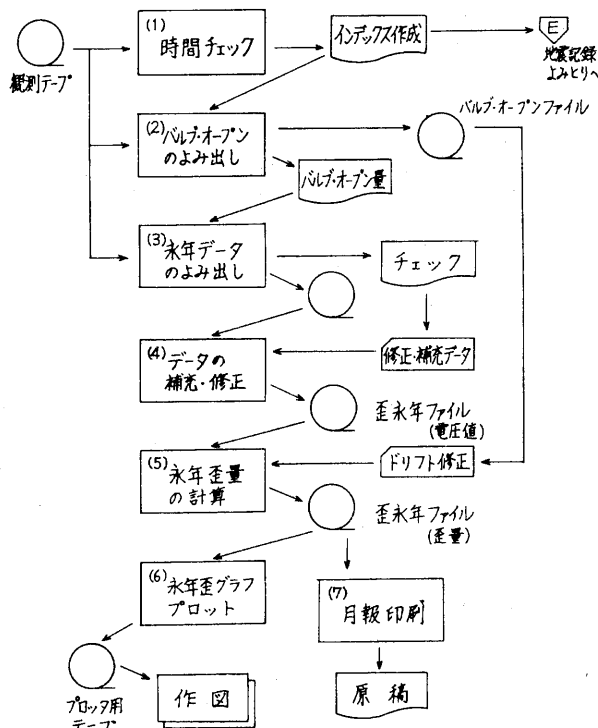 (1)
時間チェック
インデックス作成
E
地震記録
よみとりへ
観測テープ
(2)バルブ・オープン
のよみ出し
バルブ・オープンファイル
バルブ・オープン量
(3)永年データ
のよみ出し
チェック
(4)データの
補充・修正
修正・補充データ
歪永年ファイル
(電圧値)
(5)永年歪量
の計算
ドリフト修正
歪永年ファイル
(歪量)
(6)永年歪グラフ
プロット
(7)
月報印刷
プロッタ用
テープ
作図
原稿